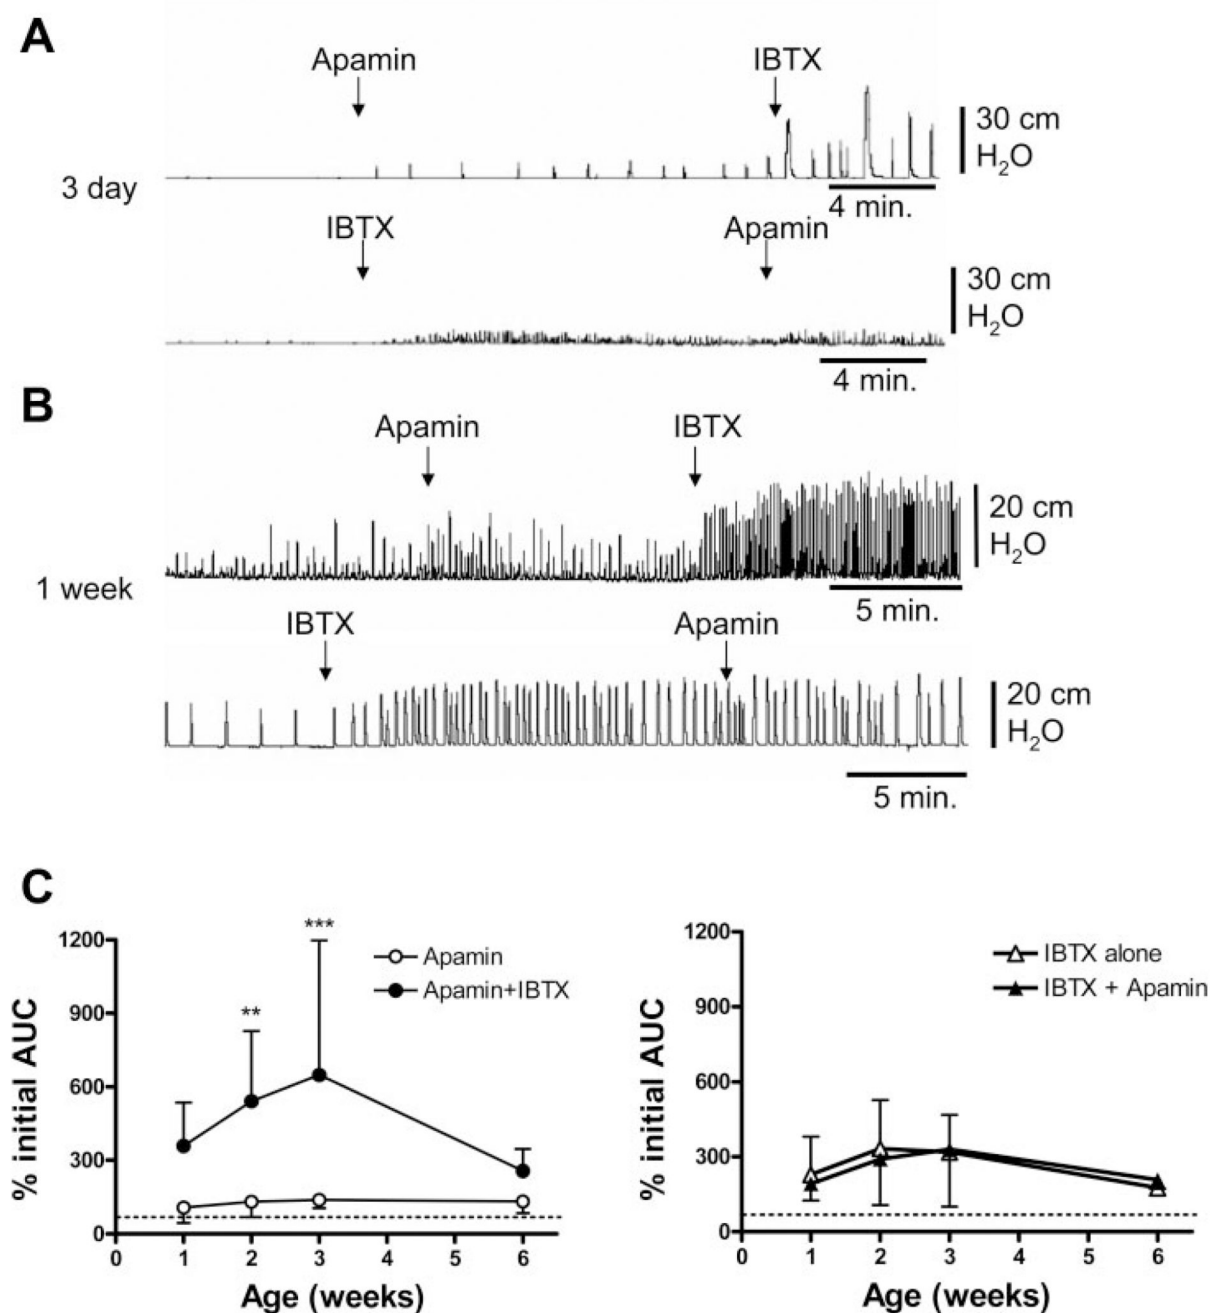 A
Apamin IBTX
30 cm
H₂O
3 day
4 min.
IBTX Apamin
30 cm
H₂O
4 min.
B
Apamin IBTX
20 cm
H₂O
1 week
5 min.
IBTX Apamin
20 cm
H₂O
5 min.
C
% initial AUC
1200
900
600
300
0
0 1 2 3 4 5 6
Age (weeks)
**
***
Apamin
Apamin+IBTX
% initial AUC
1200
900
600
300
0
0 1 2 3 4 5 6
Age (weeks)
IBTX alone
IBTX + Apamin